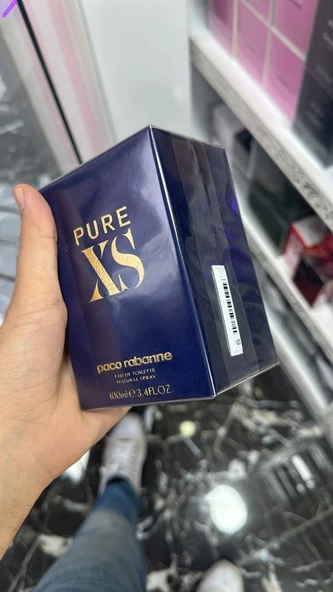 PURE
XS
paco rabanne
EAU DE TOILETTE
NATURAL SPRAY
100ml e 3.4FL.OZ.